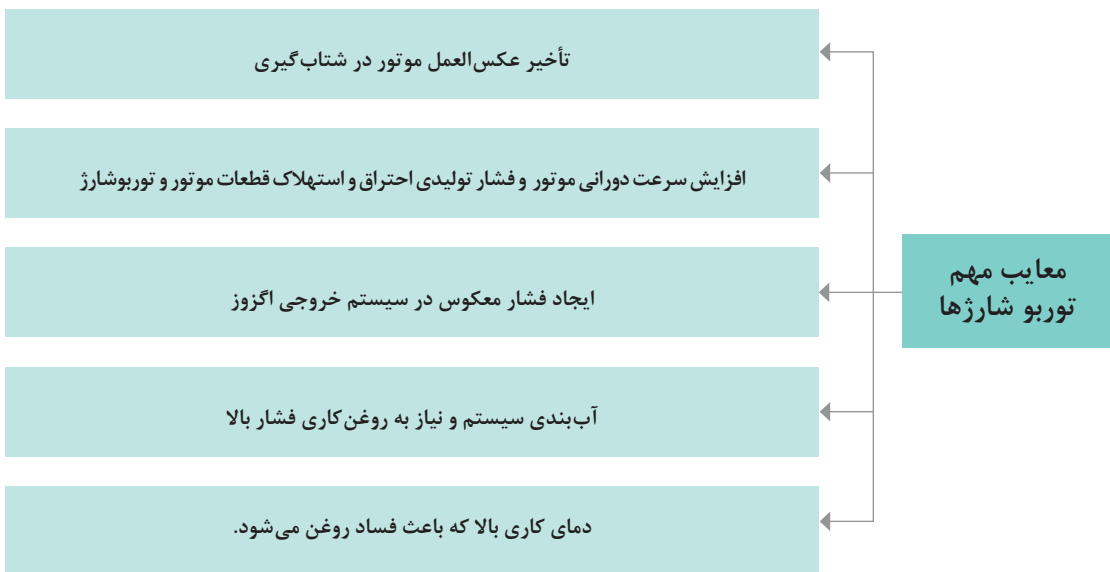 معایب مهم
توربو شارژها
تأخیر عکس‌العمل موتور در شتاب‌گیری
افزایش سرعت دورانی موتور و فشار تولیدی احتراق و استهلاک قطعات موتور و توربوشارژ
ایجاد فشار معکوس در سیستم خروجی اگزوز
آب‌بندی سیستم و نیاز به روغن‌کاری فشار بالا
دمای کاری بالا که باعث فساد روغن می‌شود.